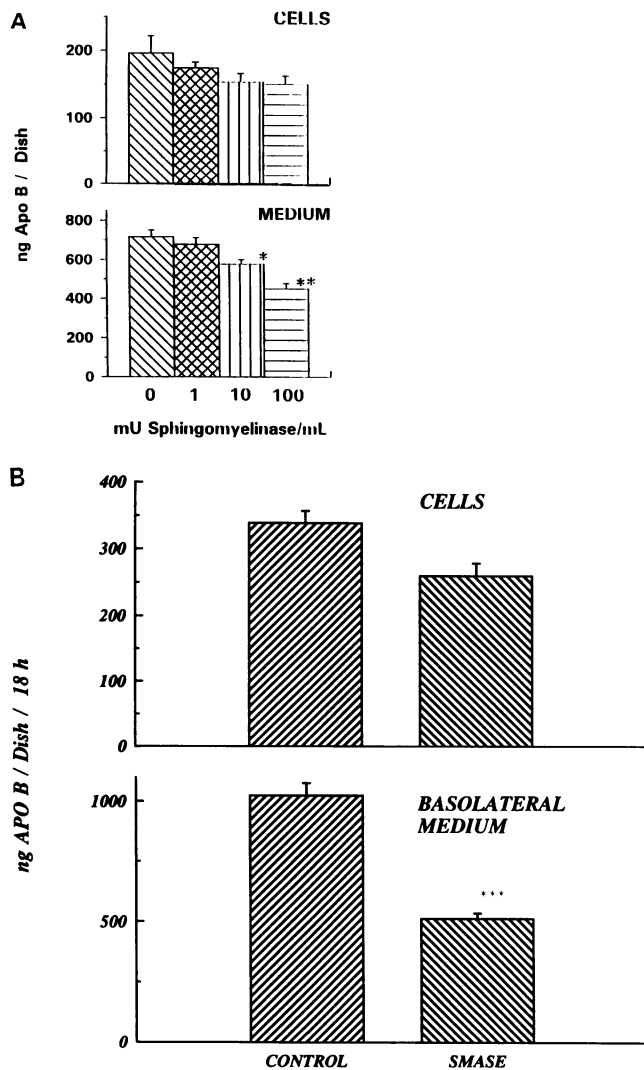 A
CELLS
200
100
0
ng Apo B / Dish
MEDIUM
800
600
400
200
0
*
**
0 1 10 100
mU Sphingomyelinase/mL
B
CELLS
400
300
200
100
0
ng APO B / Dish / 18 h
BASOLATERAL
MEDIUM
1000
500
0
***
CONTROL SMASE